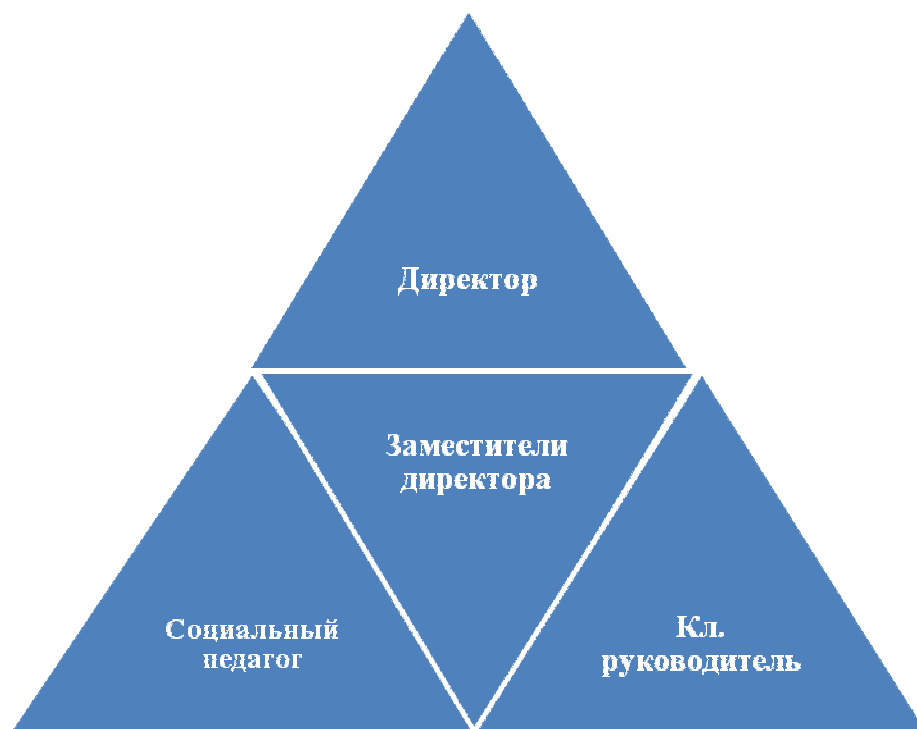 Директор
Заместители
директора
Социальный
педагог
Кл.
руководитель